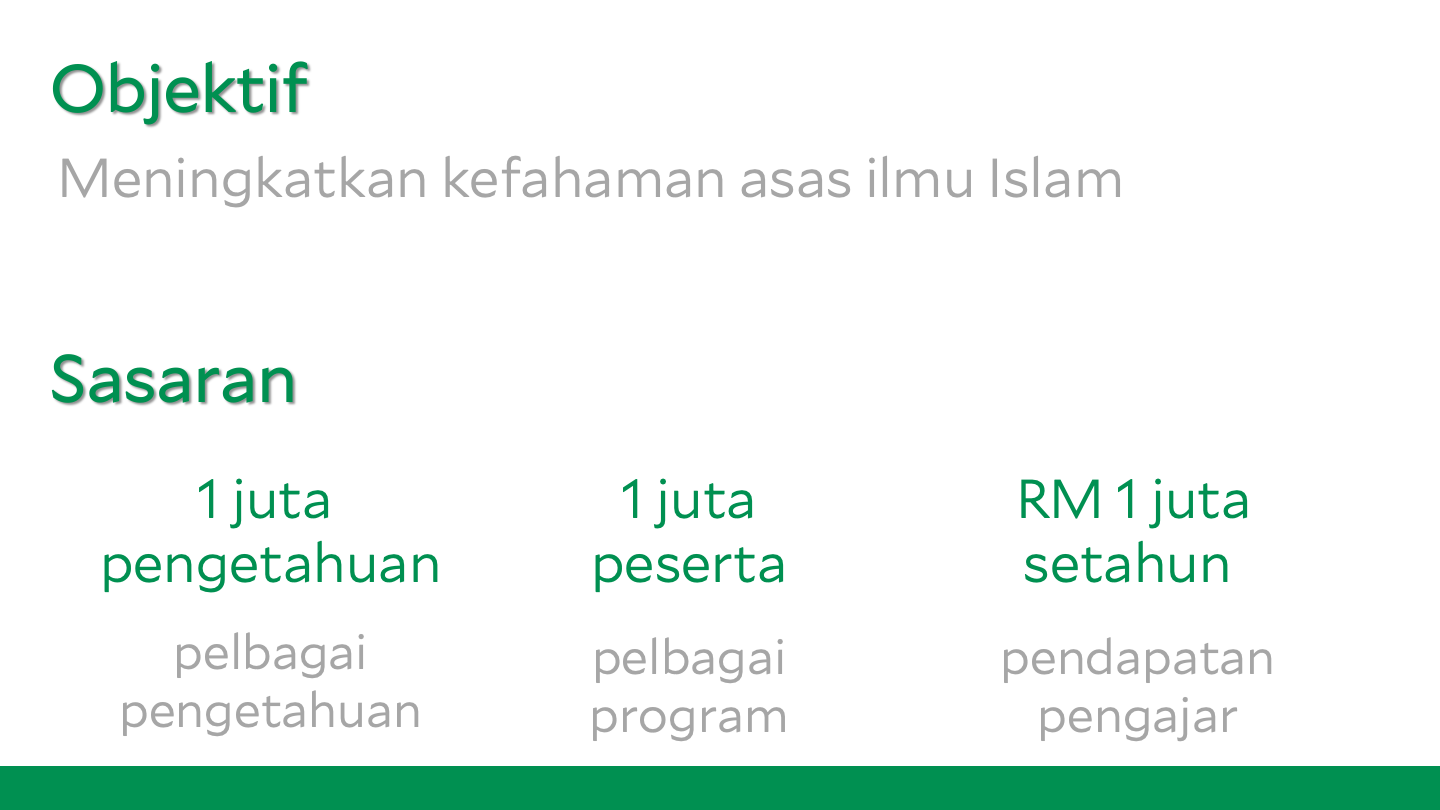 Objektif
Meningkatkan kefahaman asas ilmu Islam
Sasaran
1 juta
pengetahuan
pelbagai
pengetahuan
1 juta
peserta
pelbagai
program
RM 1 juta
setahun
pendapatan
pengajar